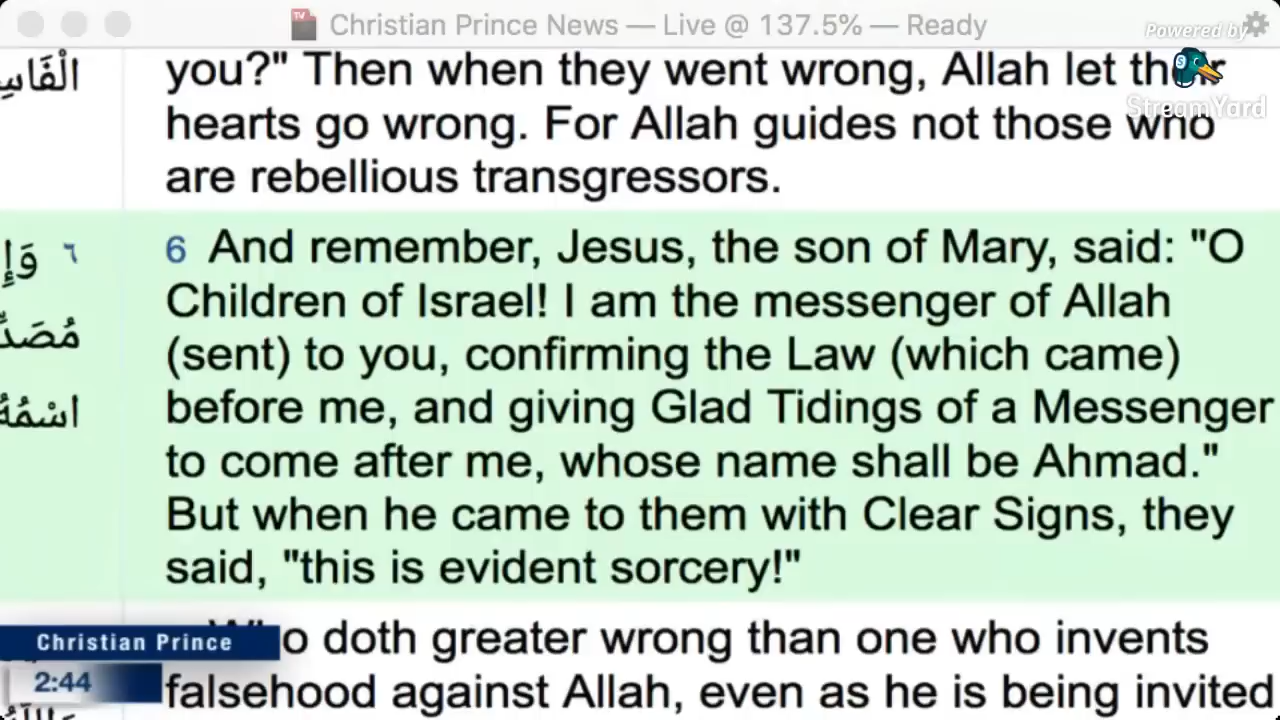 Christian Prince News — Live @ 137.5% — Ready
Powered by
StreamYard
you?" Then when they went wrong, Allah let their
hearts go wrong. For Allah guides not those who
are rebellious transgressors.
٦ وَإِ
مُصَدِّ
اسْمُهُ
6 And remember, Jesus, the son of Mary, said: "O
Children of Israel! I am the messenger of Allah
(sent) to you, confirming the Law (which came)
before me, and giving Glad Tidings of a Messenger
to come after me, whose name shall be Ahmad."
But when he came to them with Clear Signs, they
said, "this is evident sorcery!"
Who doth greater wrong than one who invents
falsehood against Allah, even as he is being invited
Christian Prince
2:44